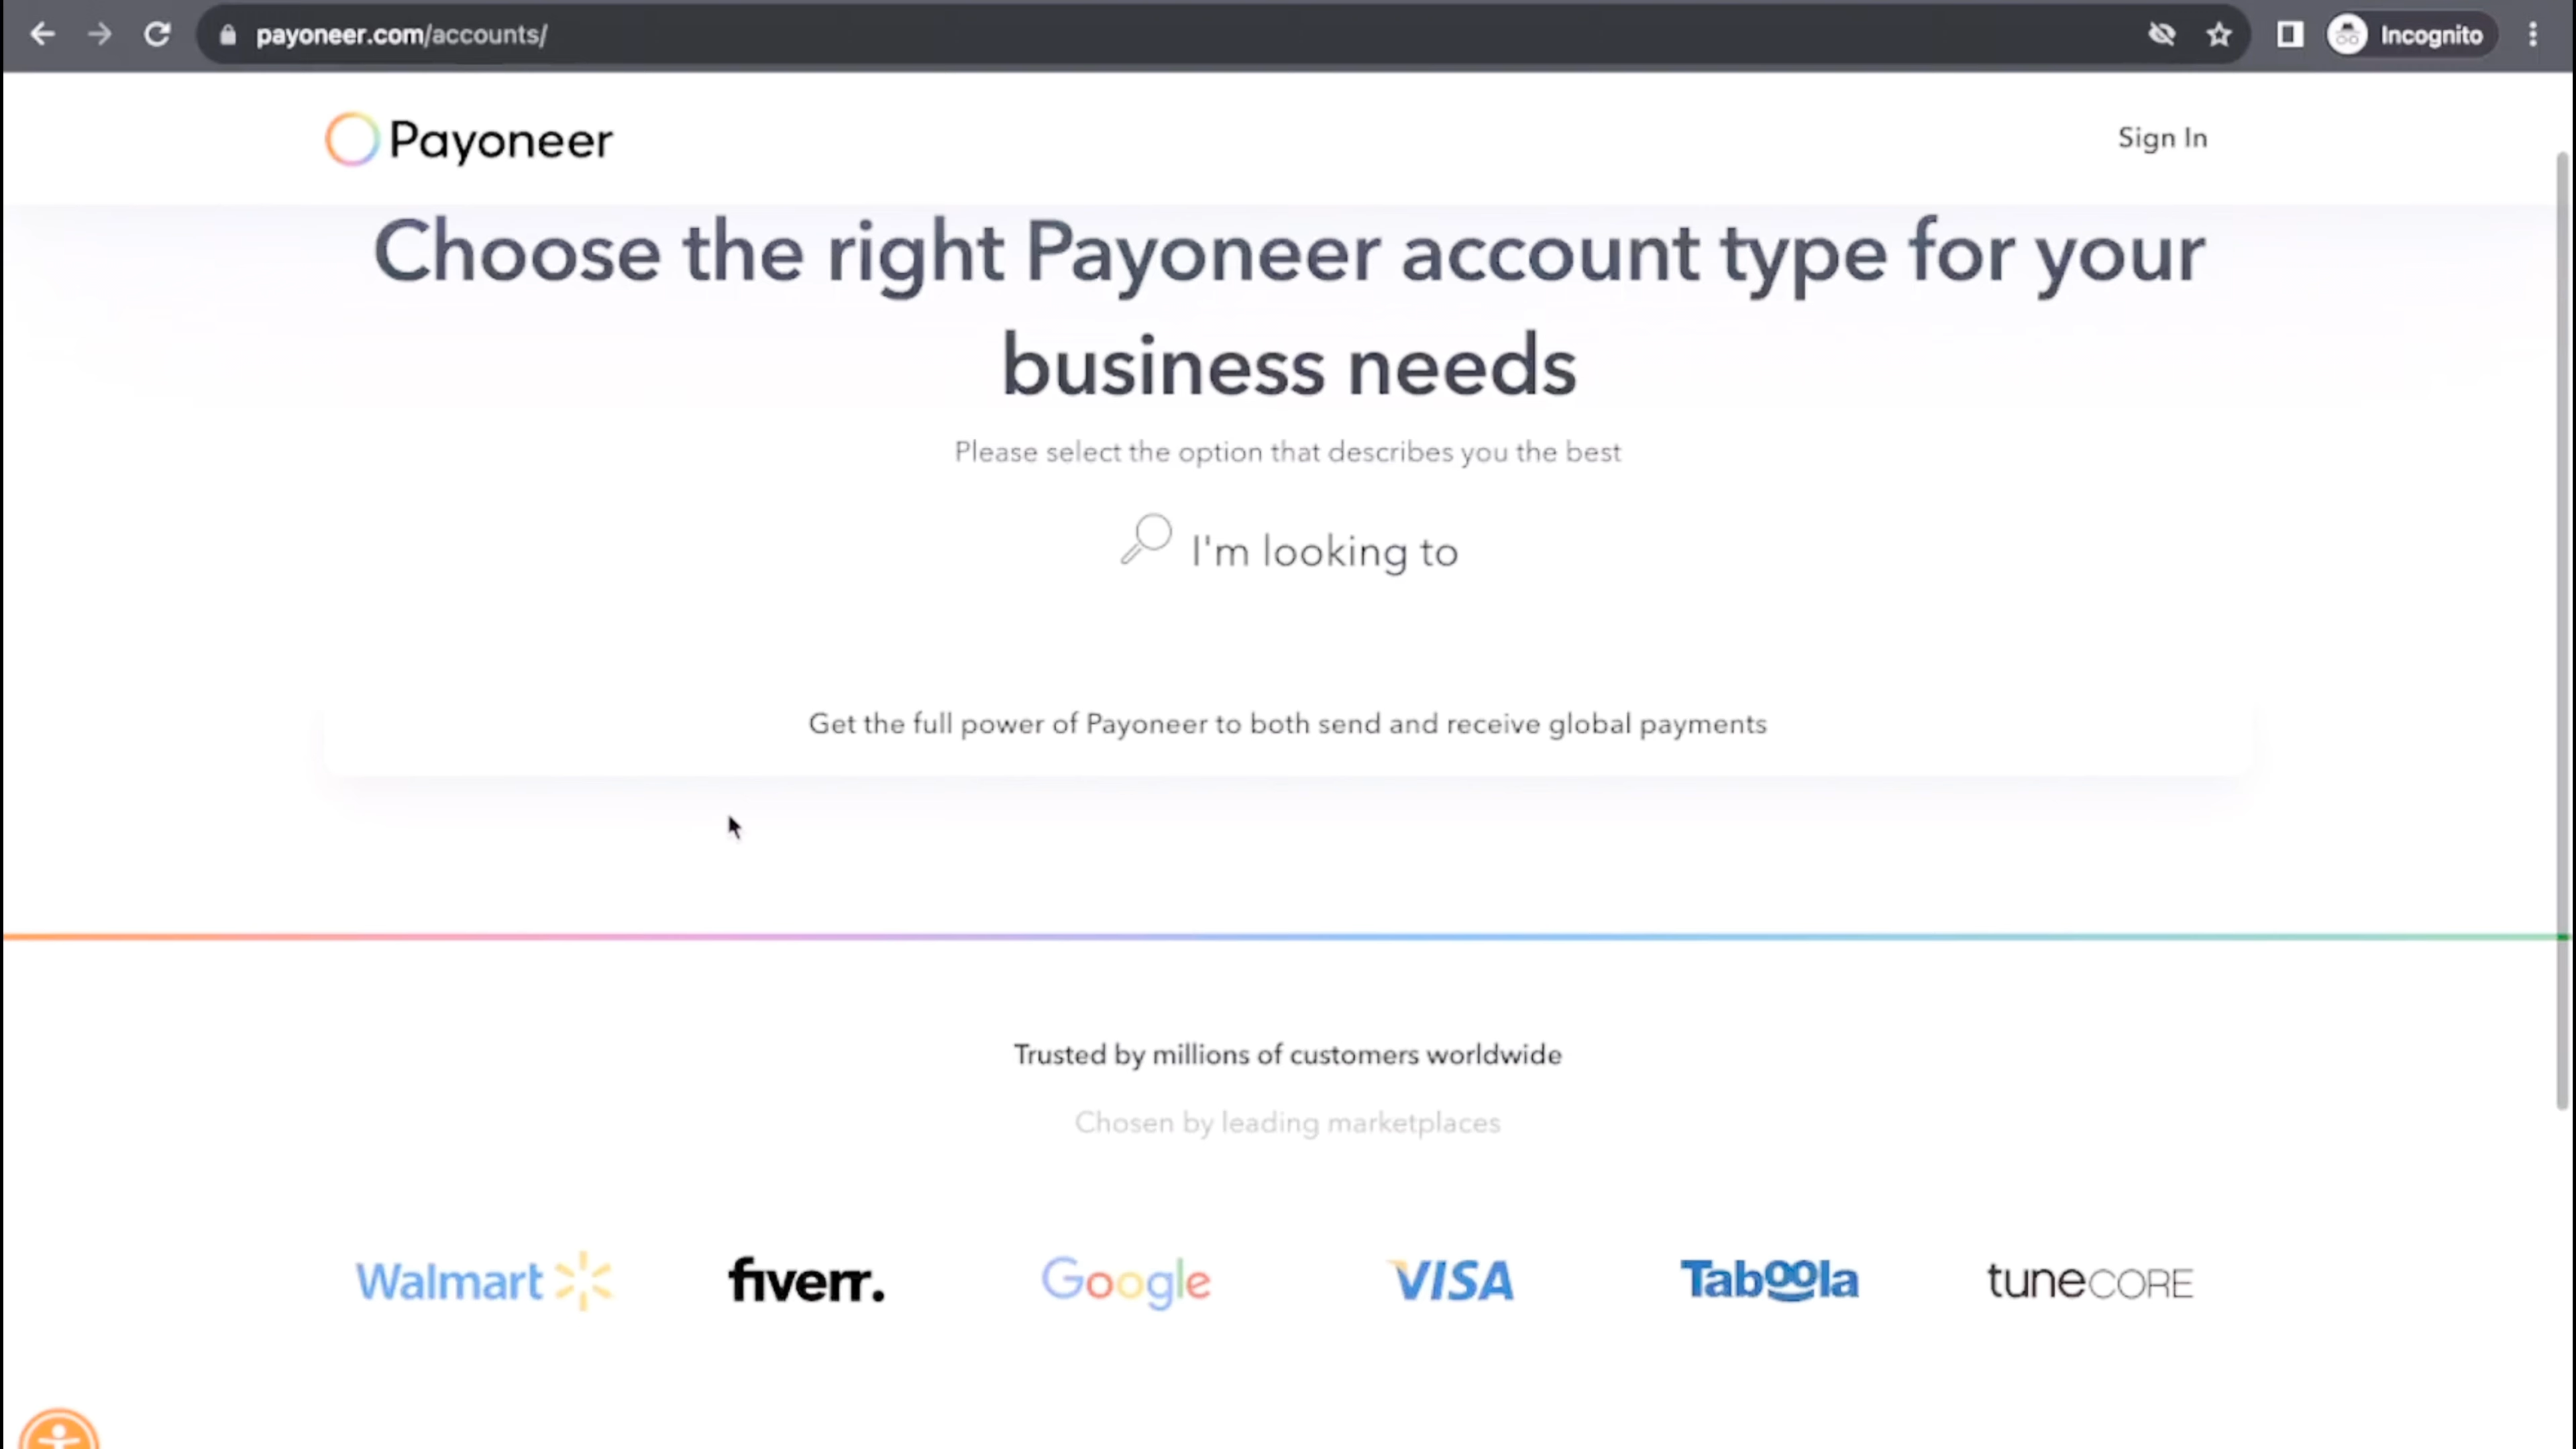 payoneer.com/accounts/
Incognito
Payoneer
Sign In
Choose the right Payoneer account type for your
business needs
Please select the option that describes you the best
I'm looking to
Get the full power of Payoneer to both send and receive global payments
Trusted by millions of customers worldwide
Chosen by leading marketplaces
Walmart fiverr. Google VISA Taboola tunecORE